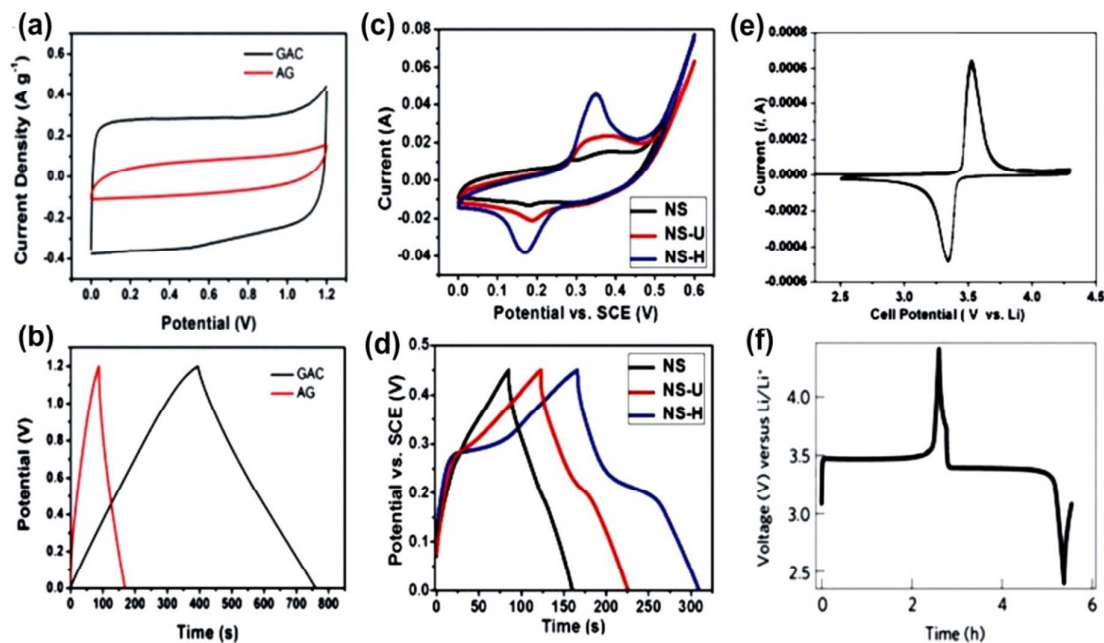 (a)
GAC
AG
Current Density (A g⁻¹)
0.4
0.2
0.0
-0.2
-0.4
0.0 0.2 0.4 0.6 0.8 1.0 1.2
Potential (V)
(b)
GAC
AG
Potential (V)
1.2
1.0
0.8
0.6
0.4
0.2
0.0
0 100 200 300 400 500 600 700 800
Time (s)
(c)
Current (A)
0.08
0.06
0.04
0.02
0.00
-0.02
-0.04
NS
NS-U
NS-H
0.0 0.1 0.2 0.3 0.4 0.5 0.6
Potential vs. SCE (V)
(d)
Potential vs. SCE (V)
0.5
0.4
0.3
0.2
0.1
0.0
NS
NS-U
NS-H
0 50 100 150 200 250 300
Time (s)
(e)
Current (I, A)
0.0008
0.0006
0.0004
0.0002
0.0000
-0.0002
-0.0004
-0.0006
2.5 3.0 3.5 4.0 4.5
Cell Potential ( V vs. Li)
(f)
Voltage (V) versus Li/Li⁺
4.0
3.5
3.0
2.5
0 2 4 6
Time (h)